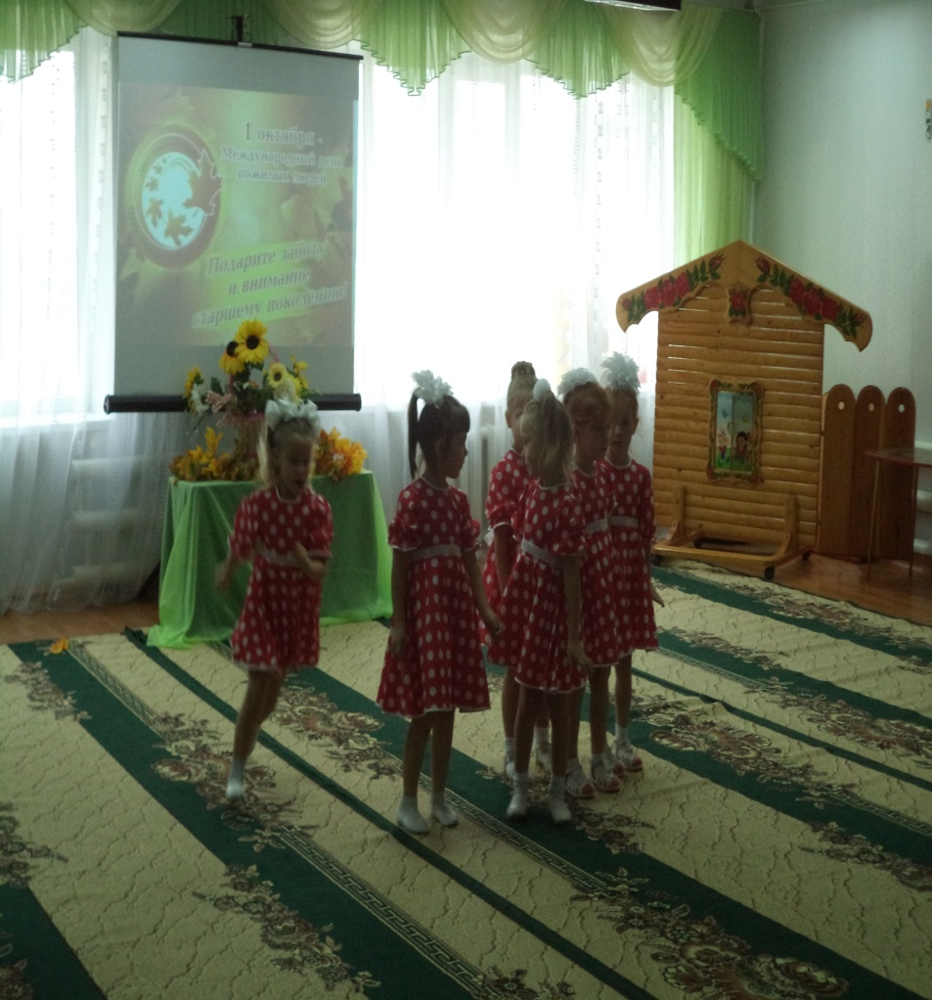 1 октября -
Международный день
пожилых людей
Подарите заботу
и внимание
старшему поколению!